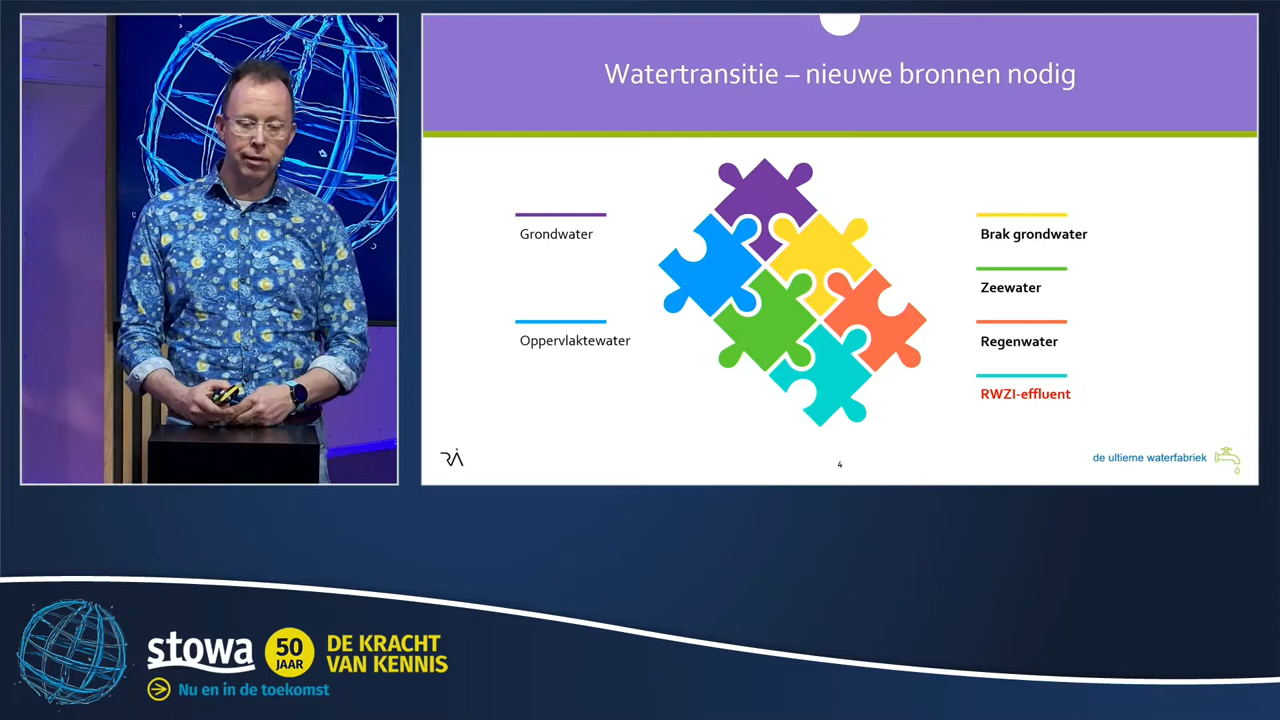 Watertransitie – nieuwe bronnen nodig
Grondwater
Oppervlaktewater
Brak grondwater
Zeewater
Regenwater
RWZI-effluent
4
de ultieme waterfabriek
stowa
50
JAAR
DE KRACHT
VAN KENNIS
Nu en in de toekomst